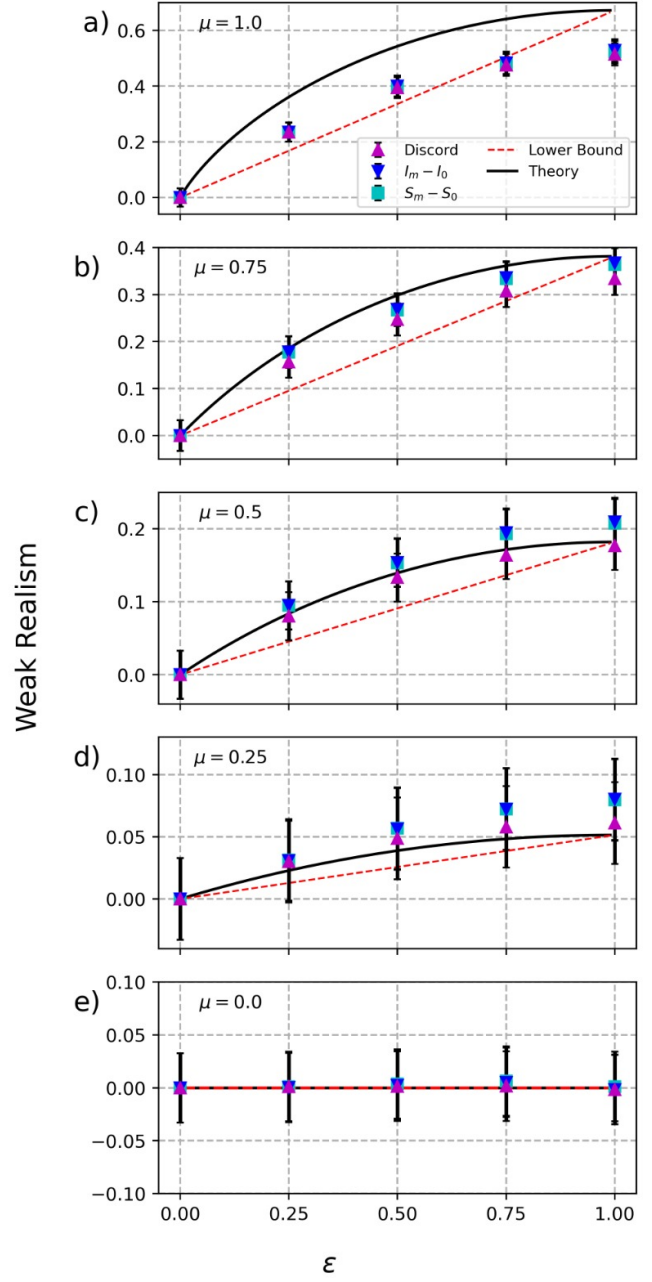 a)
μ = 1.0
0.6
0.4
0.2
0.0
Discord
I_m − I_0
S_m − S_0
Lower Bound
Theory
b)
μ = 0.75
0.4
0.3
0.2
0.1
0.0
c)
μ = 0.5
0.2
0.1
0.0
Weak Realism
d)
μ = 0.25
0.10
0.05
0.00
e)
μ = 0.0
0.10
0.05
0.00
−0.05
−0.10
0.00 0.25 0.50 0.75 1.00
ε